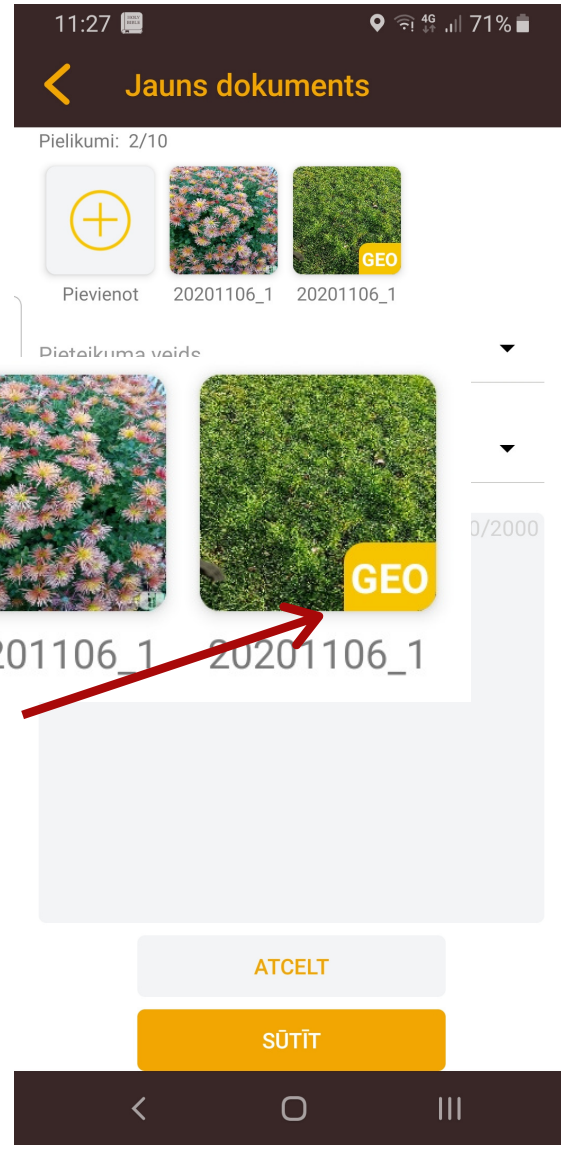 11:27 4G 71%
Jauns dokuments
Pielikumi: 2/10
GEO
Pievienot 20201106_1 20201106_1
Pieteikuma veids
GEO
0/2000
201106_1 20201106_1
ATCELT
SŪTĪT